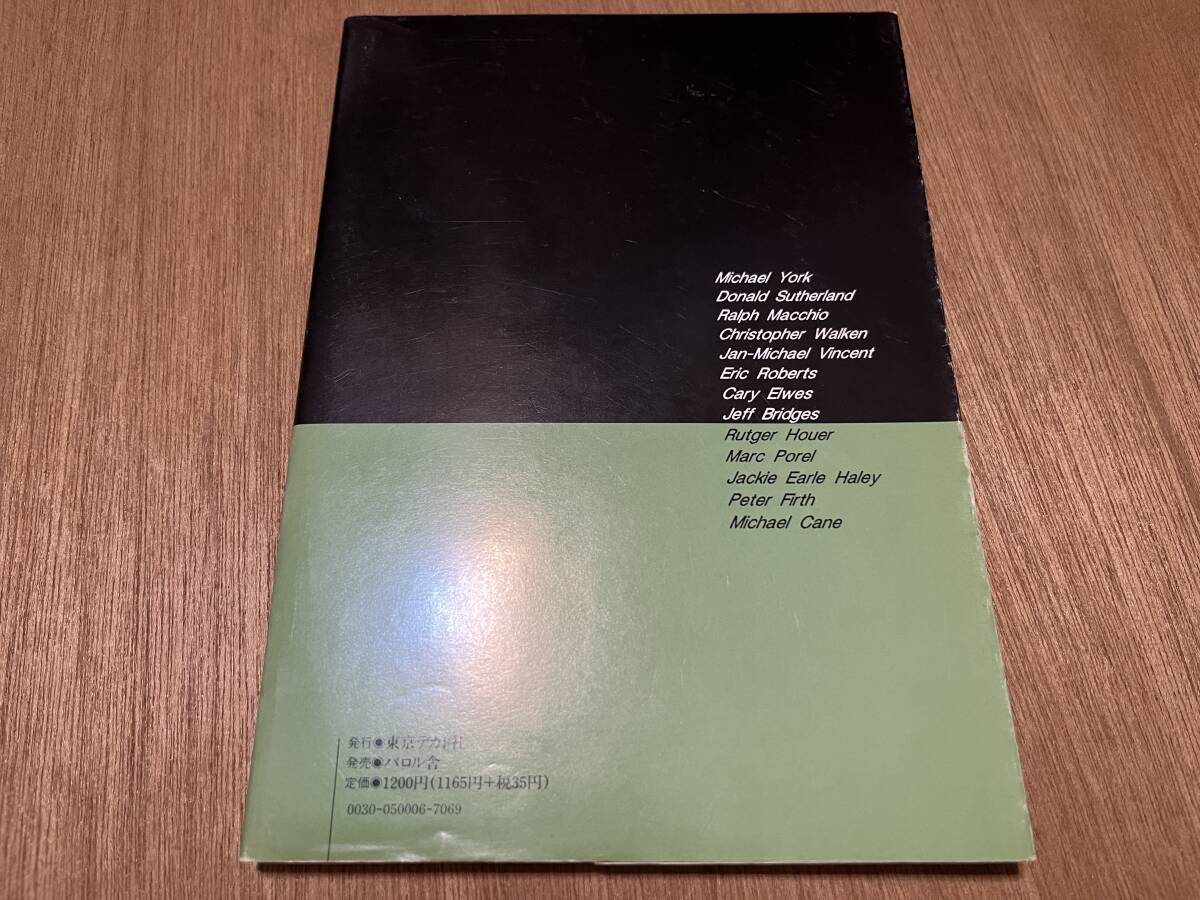 Michael York
Donald Sutherland
Ralph Macchio
Christopher Walken
Jan-Michael Vincent
Eric Roberts
Cary Elwes
Jeff Bridges
Rutger Houer
Marc Porel
Jackie Earle Haley
Peter Firth
Michael Cane
発行●東京デカド社
発売●パロル舎
定価●1200円(1165円+税35円)
0030-050006-7069